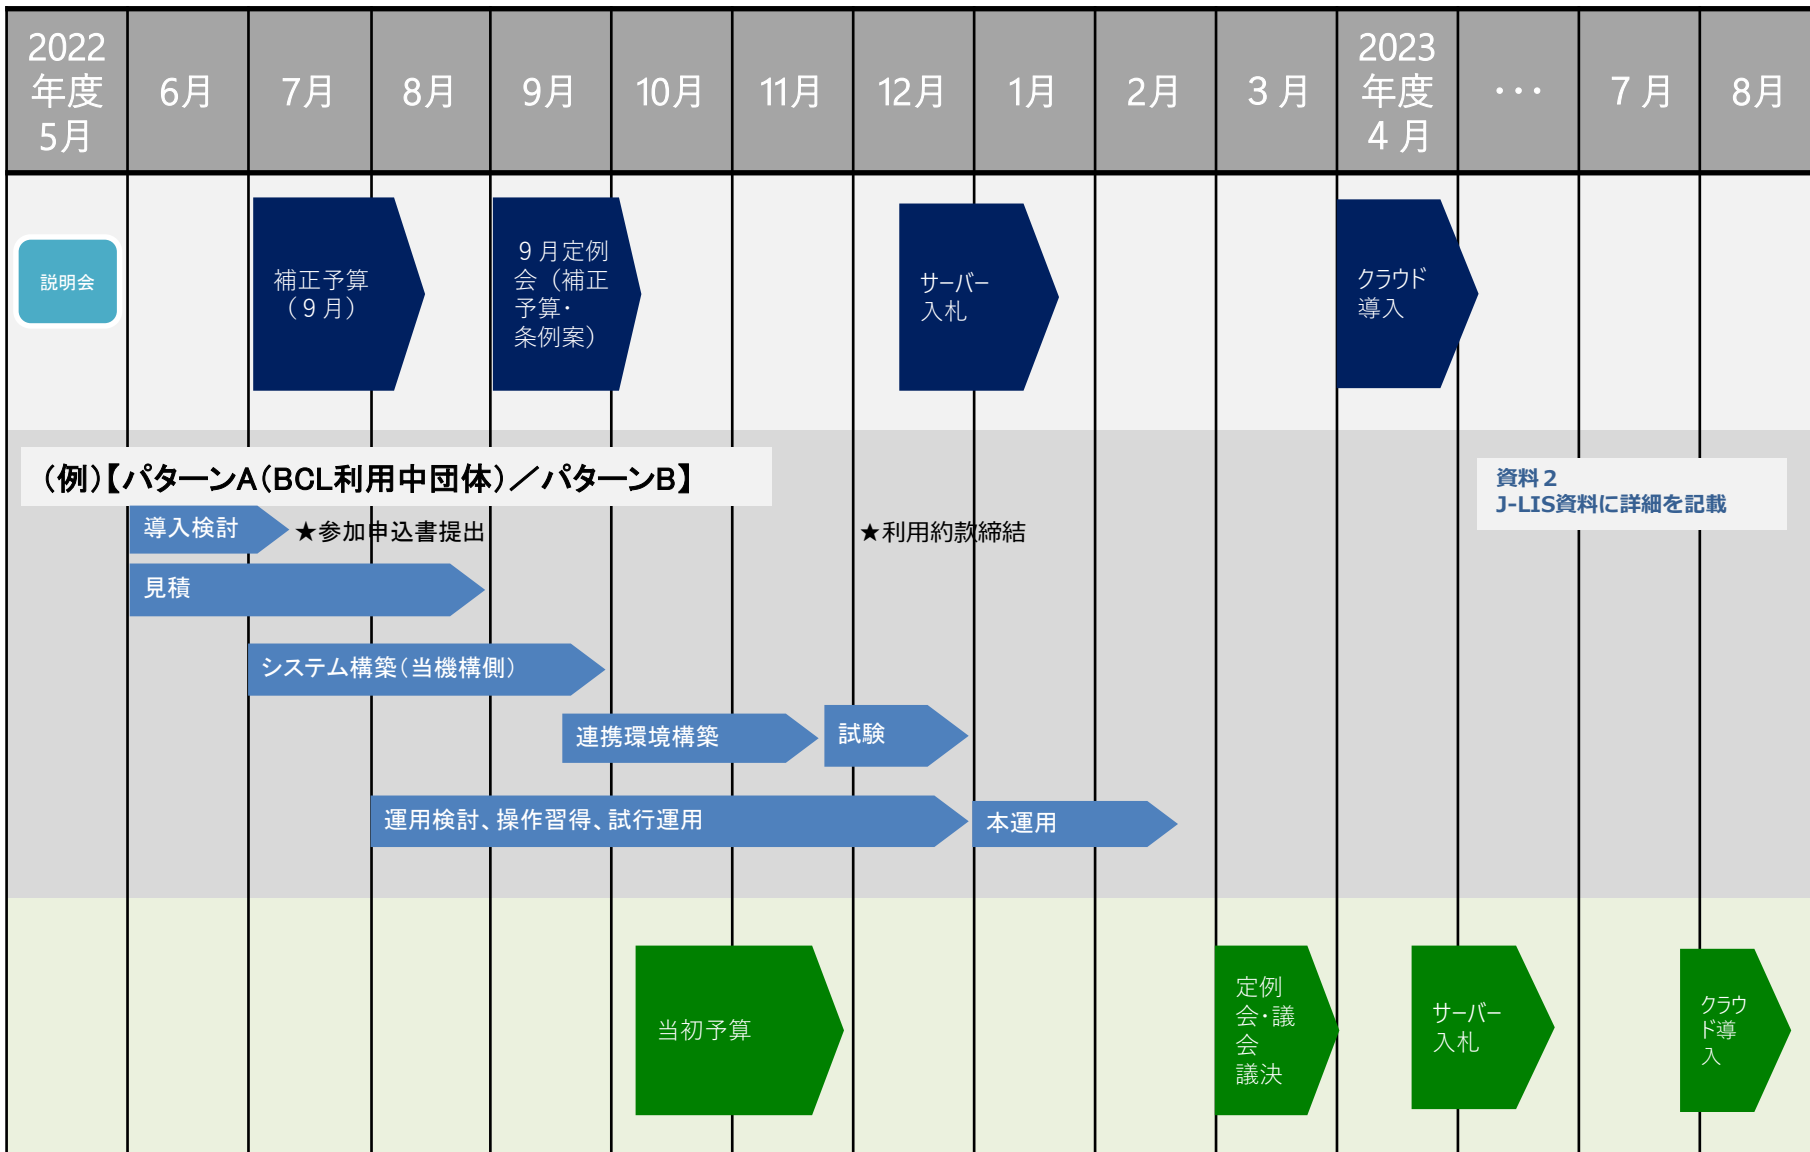 2022
年度
5月
6月
7月
8月
9月
10月
11月
12月
1月
2月
３月
2023
年度
４月
・・・
７月
8月
説明会
補正予算
（９月）
９月定例
会（補正
予算・
条例案）
サーバー
入札
クラウド
導入
（例）【パターンA（BCL利用中団体）／パターンB】
資料２
J-LIS資料に詳細を記載
導入検討
★参加申込書提出
★利用約款締結
見積
システム構築（当機構側）
連携環境構築
試験
運用検討、操作習得、試行運用
本運用
当初予算
定例
会・議
会
議決
サーバー
入札
クラウ
ド導
入